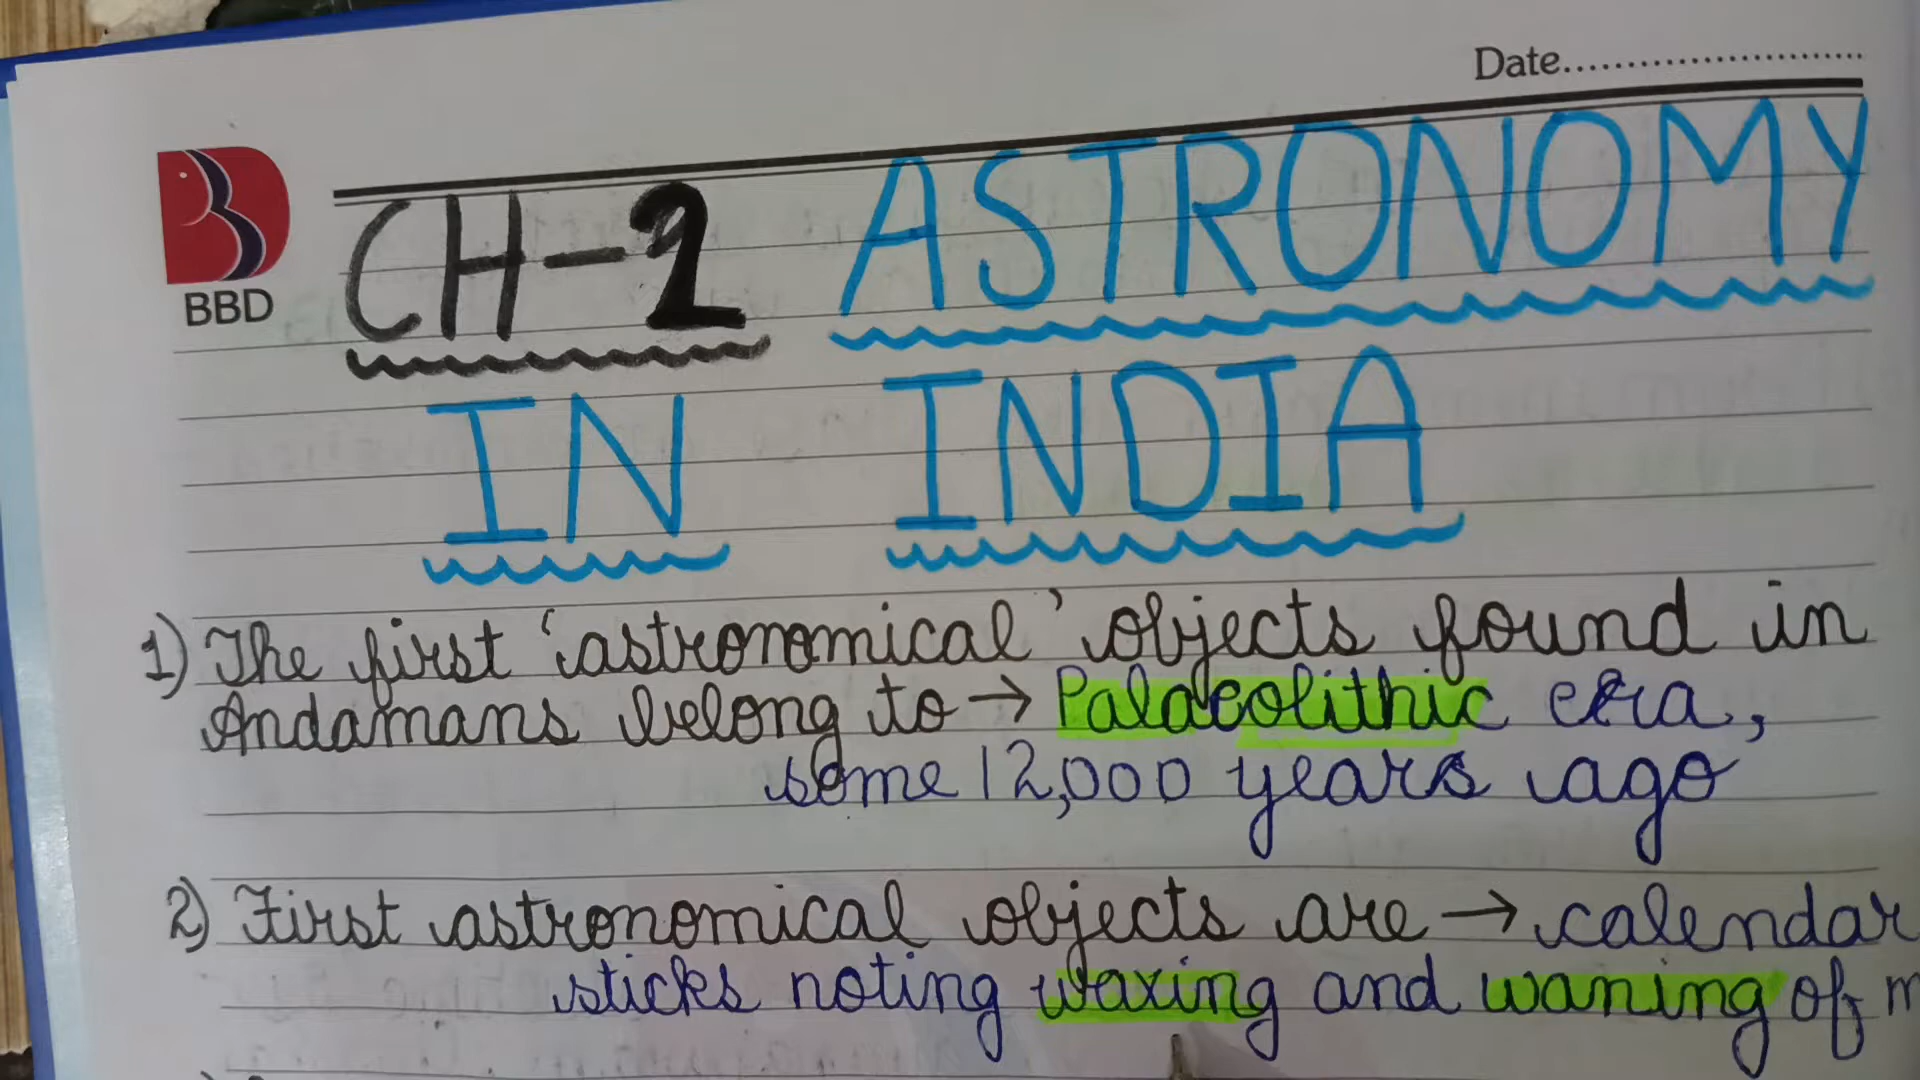 Date
BBD
CH-2 ASTRONOMY
IN INDIA
1) The first 'astronomical' objects found in
Andamans belong to → Palaeolithic era,
some 12,000 years ago
2) First astronomical objects are → calendar
sticks noting waxing and waning of